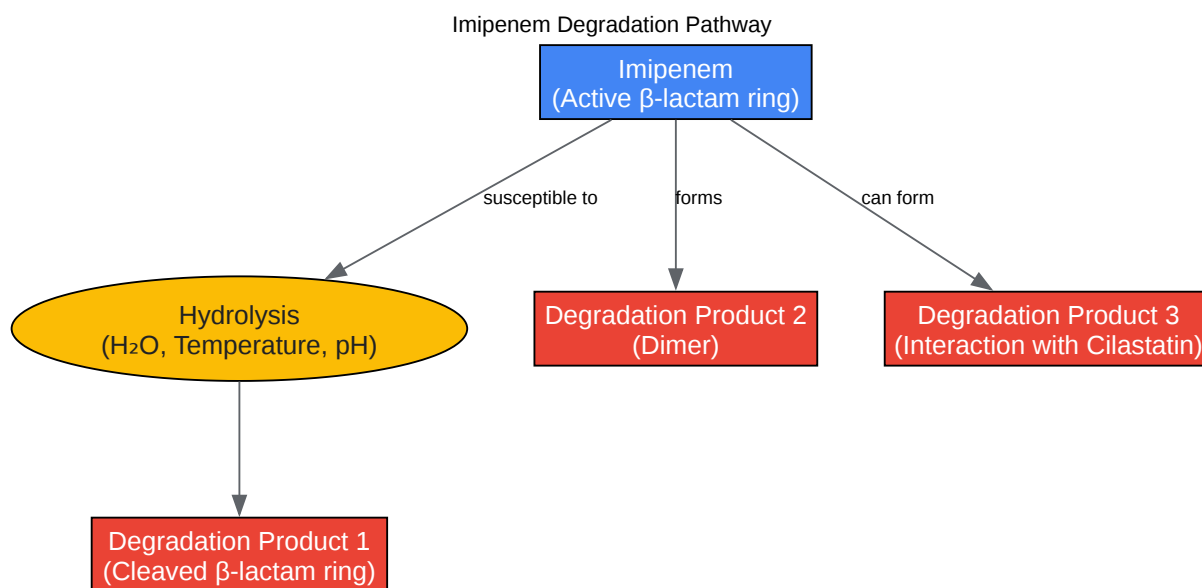 Imipenem Degradation Pathway
Imipenem
(Active β-lactam ring)
susceptible to
forms
can form
Hydrolysis
(H₂O, Temperature, pH)
Degradation Product 2
(Dimer)
Degradation Product 3
(Interaction with Cilastatin)
Degradation Product 1
(Cleaved β-lactam ring)